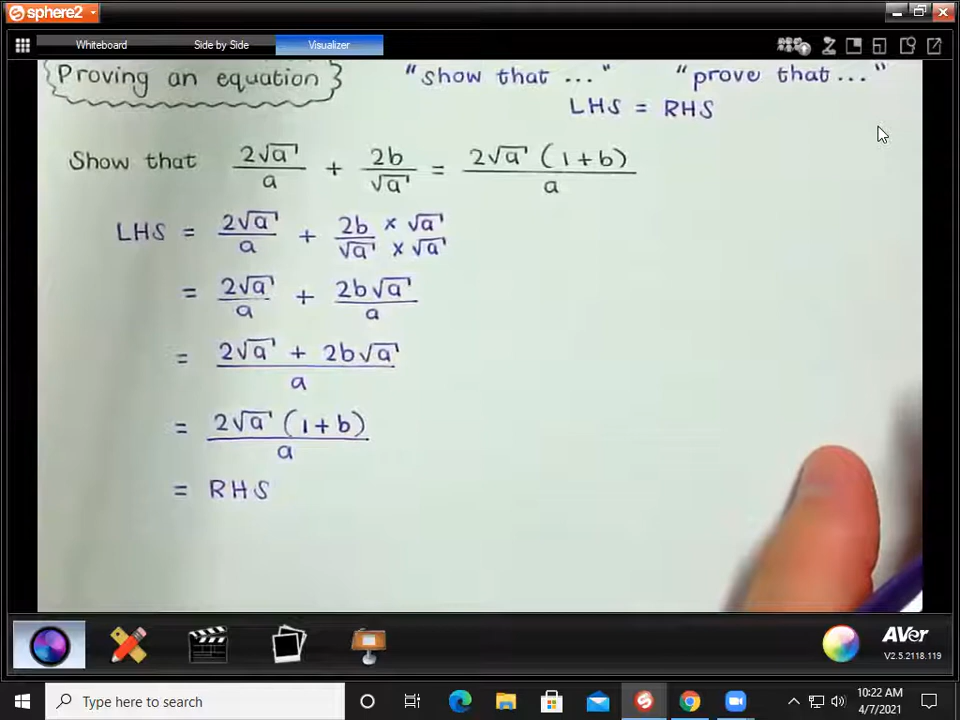 sphere2
Whiteboard Side by Side Visualizer
Proving an equation "show that ..." "prove that ..."
LHS = RHS
Show that 2√a/a + 2b/√a = 2√a (1+b)/a
LHS = 2√a/a + 2b/√a × √a/× √a
= 2√a/a + 2b√a/a
= 2√a + 2b√a/a
= 2√a (1+b)/a
= RHS
AVer
V2.5.2118.119
Type here to search
10:22 AM
4/7/2021